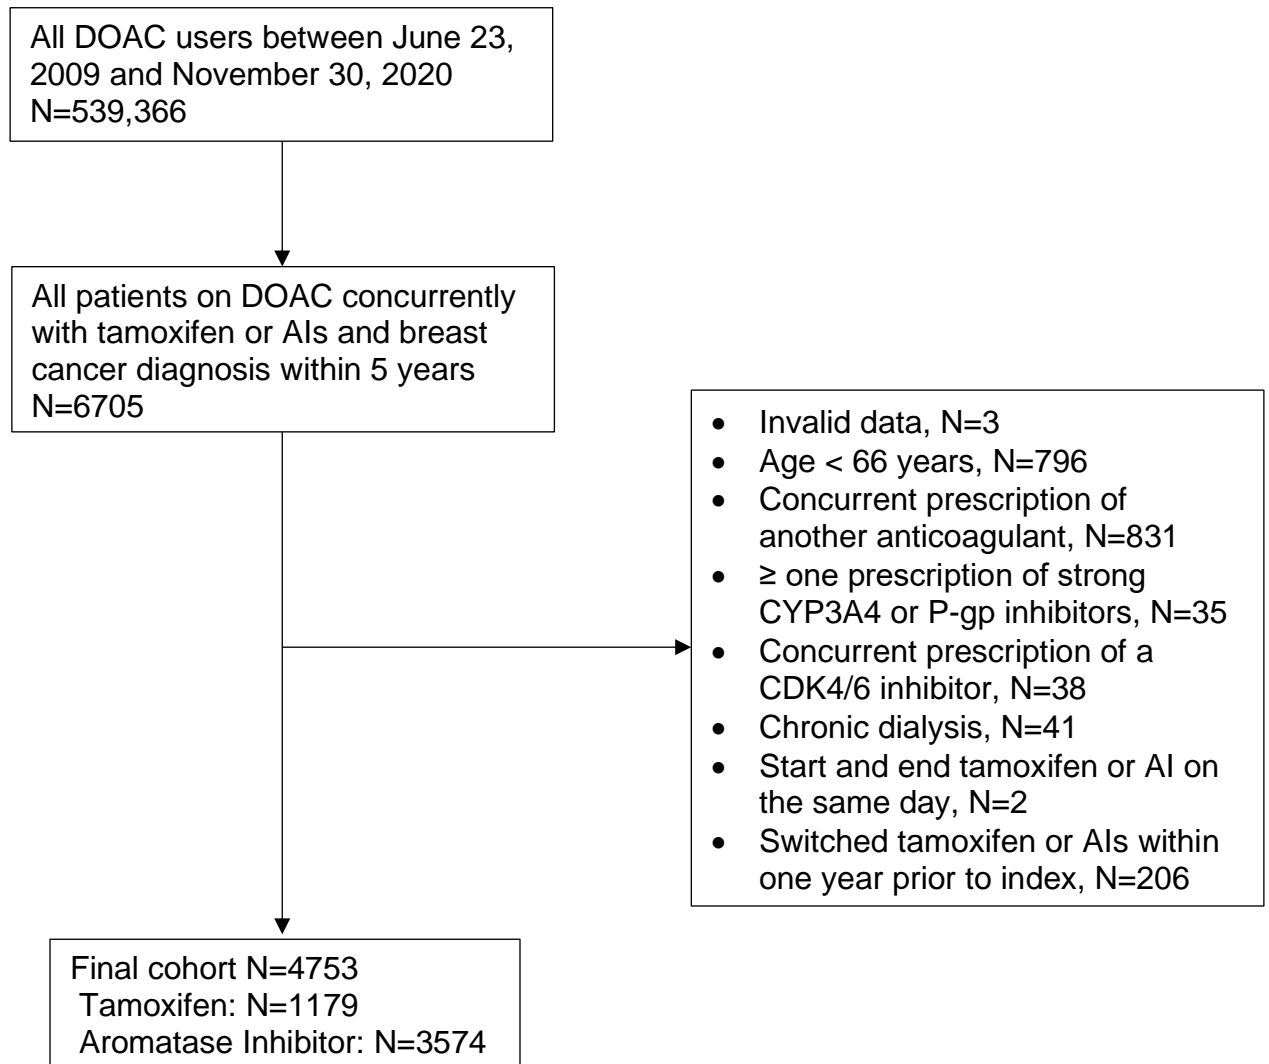 All DOAC users between June 23,
2009 and November 30, 2020
N=539,366
All patients on DOAC concurrently
with tamoxifen or AIs and breast
cancer diagnosis within 5 years
N=6705
• Invalid data, N=3
• Age < 66 years, N=796
• Concurrent prescription of
another anticoagulant, N=831
• ≥ one prescription of strong
CYP3A4 or P-gp inhibitors, N=35
• Concurrent prescription of a
CDK4/6 inhibitor, N=38
• Chronic dialysis, N=41
• Start and end tamoxifen or AI on
the same day, N=2
• Switched tamoxifen or AIs within
one year prior to index, N=206
Final cohort N=4753
Tamoxifen: N=1179
Aromatase Inhibitor: N=3574